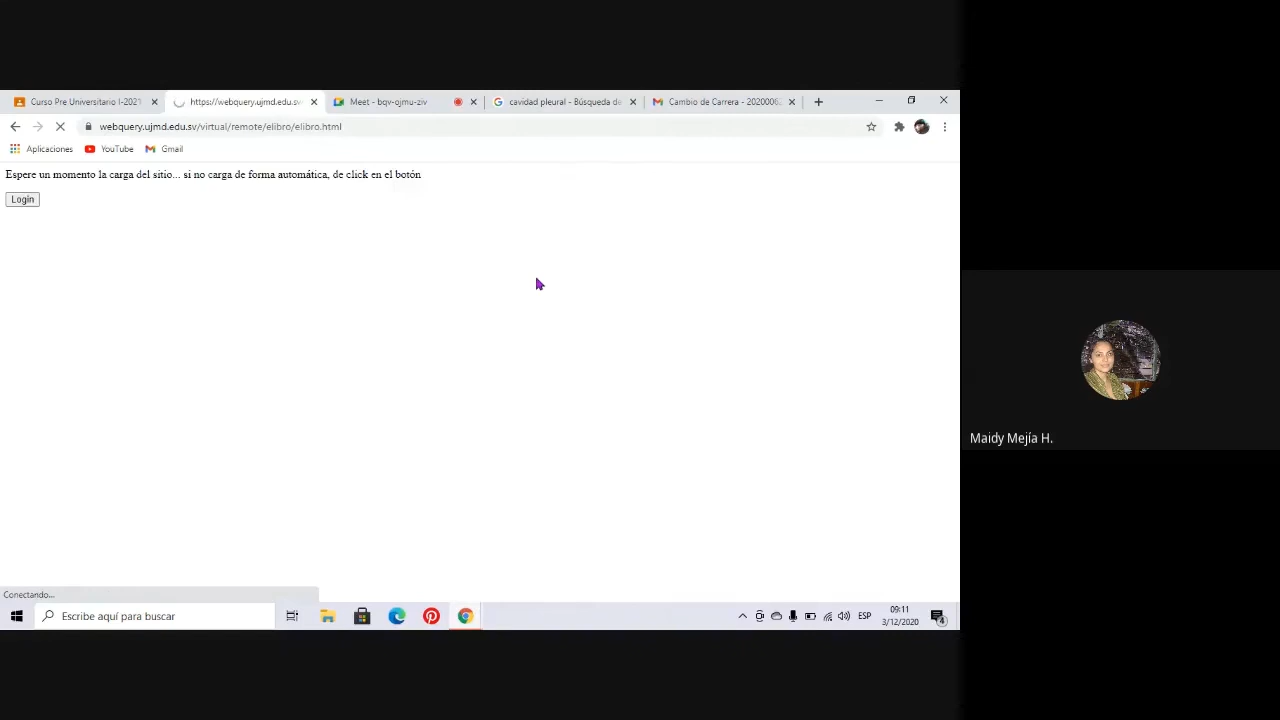 Curso Pre Universitario I-2021
https://webquery.ujmd.edu.sv
Meet - bqv-ojmu-ziv
cavidad pleural - Búsqueda de
Cambio de Carrera - 2020006
webquery.ujmd.edu.sv/virtual/remote/elibro/elibro.html
Aplicaciones
YouTube
Gmail
Espere un momento la carga del sitio... si no carga de forma automática, de click en el botón
Login
Maidy Mejía H.
Conectando...
Escribe aquí para buscar
ESP
09:11
3/12/2020
4